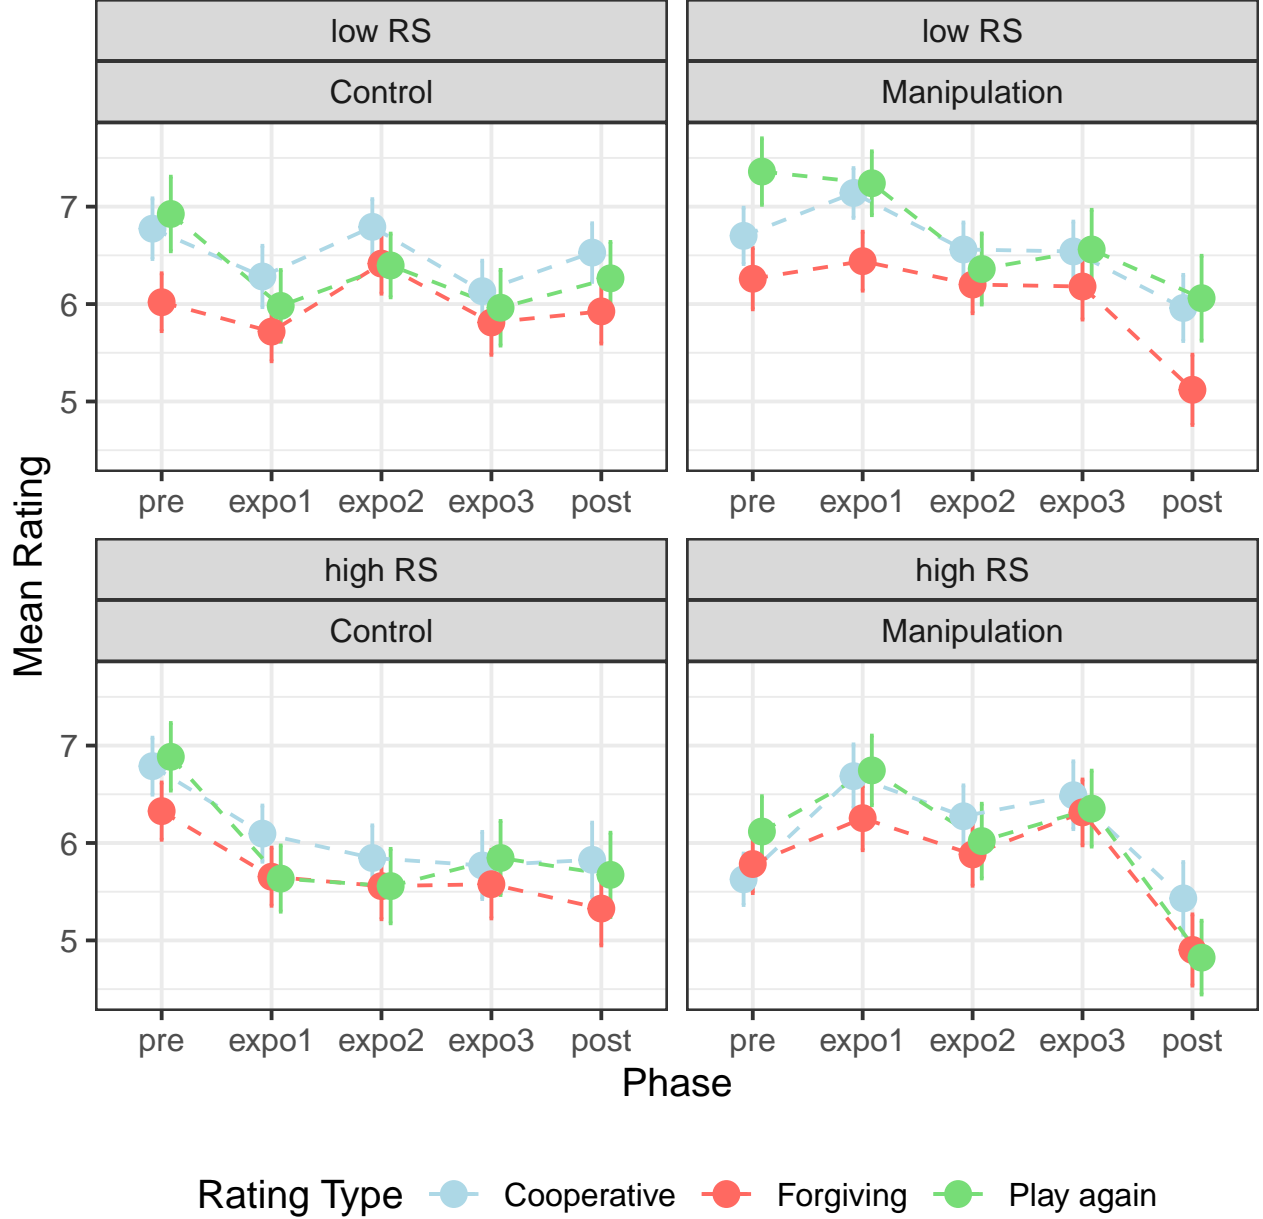 low RS
low RS
Control
Manipulation
7
6
5
pre expo1 expo2 expo3 post
pre expo1 expo2 expo3 post
Mean Rating
high RS
high RS
Control
Manipulation
7
6
5
pre expo1 expo2 expo3 post
pre expo1 expo2 expo3 post
Phase
Rating Type Cooperative Forgiving Play again